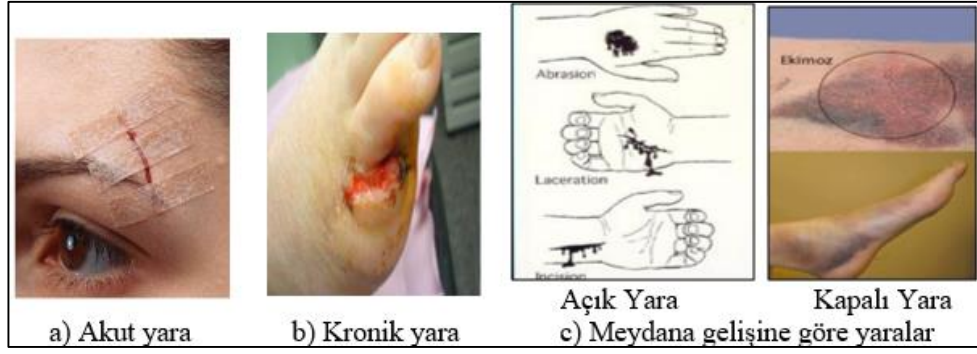 Abrasion
Laceration
Incision
Ekimoz
Açık Yara
Kapalı Yara
a) Akut yara
b) Kronik yara
c) Meydana gelişine göre yaralar